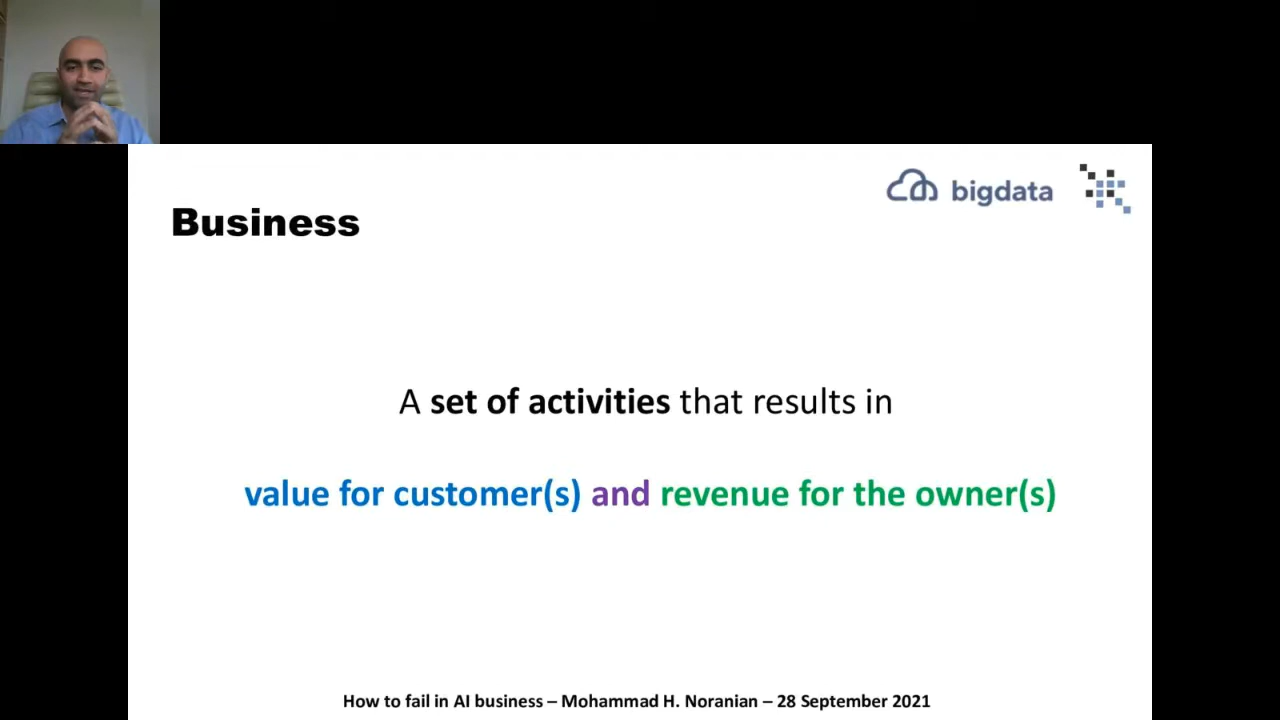 bigdata
Business
A set of activities that results in
value for customer(s) and revenue for the owner(s)
How to fail in AI business – Mohammad H. Noranian – 28 September 2021